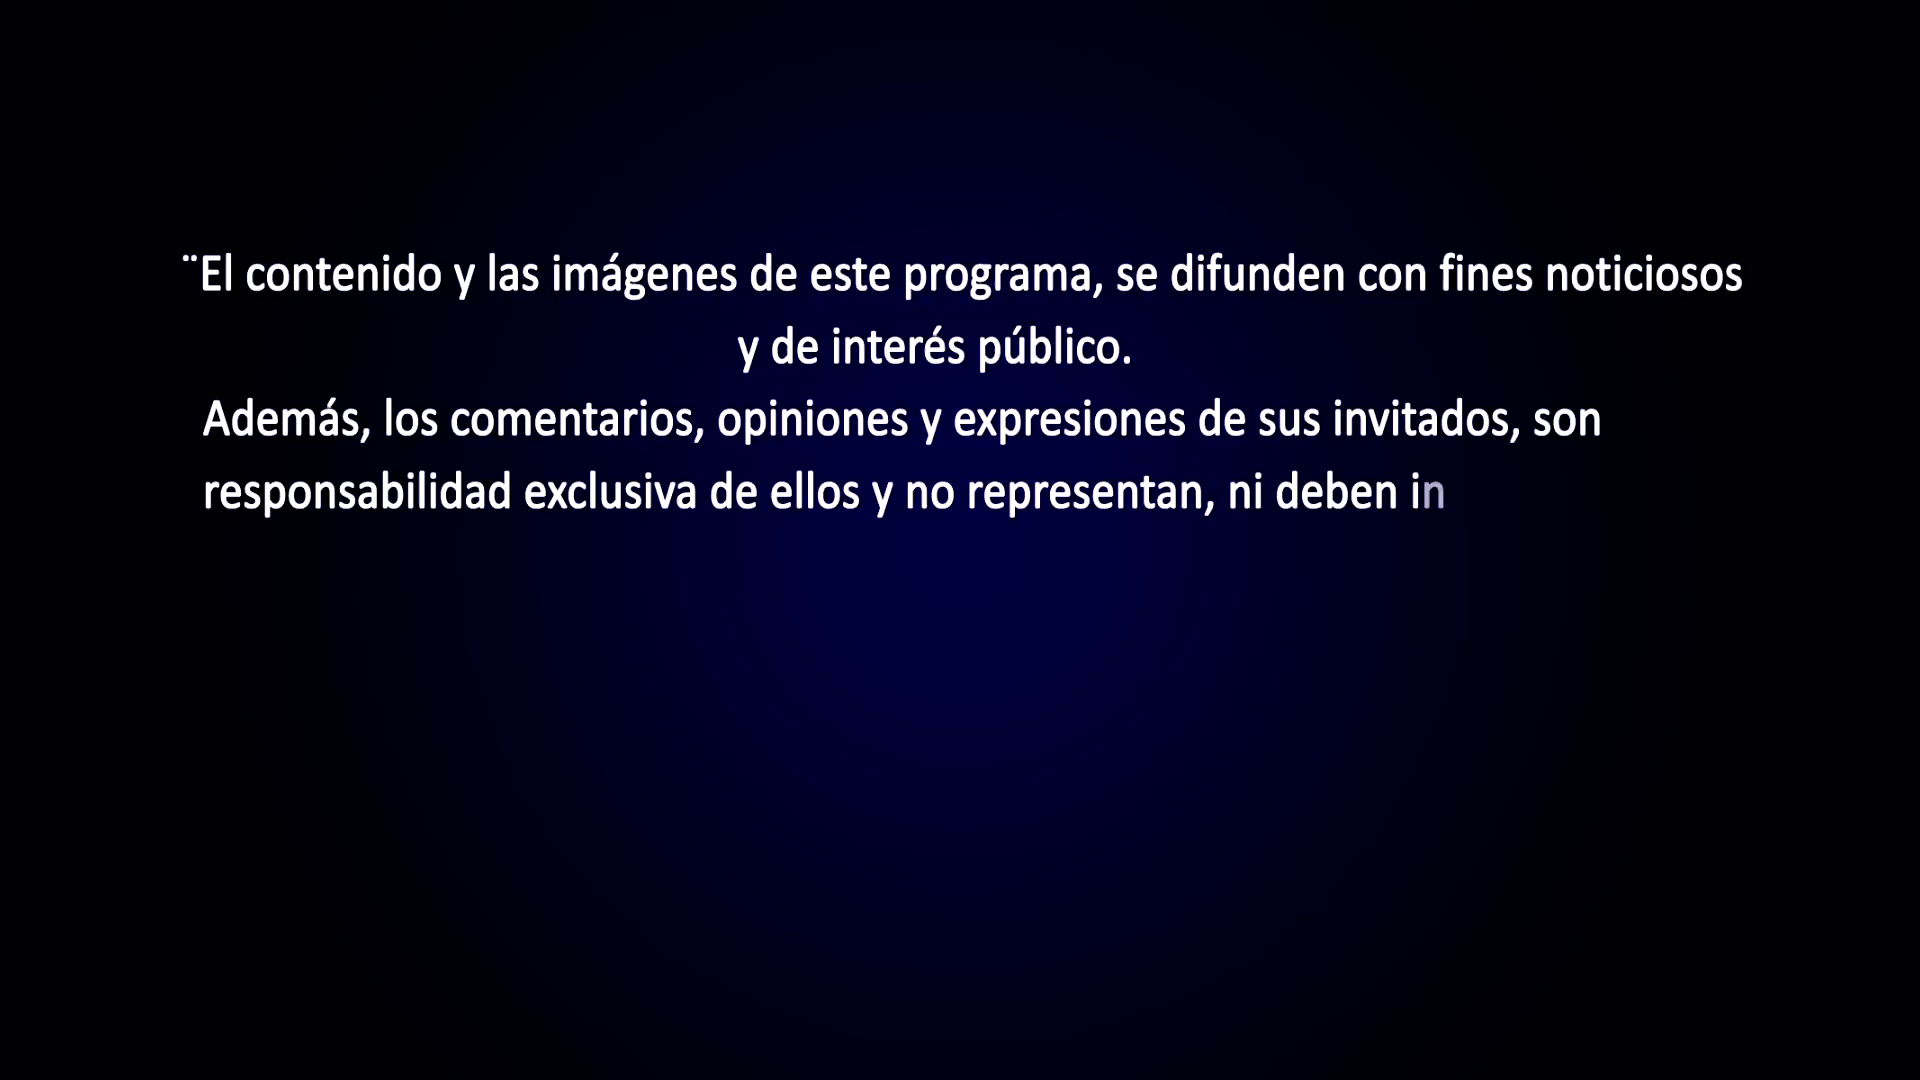 ¨El contenido y las imágenes de este programa, se difunden con fines noticiosos
y de interés público.
Además, los comentarios, opiniones y expresiones de sus invitados, son
responsabilidad exclusiva de ellos y no representan, ni deben in